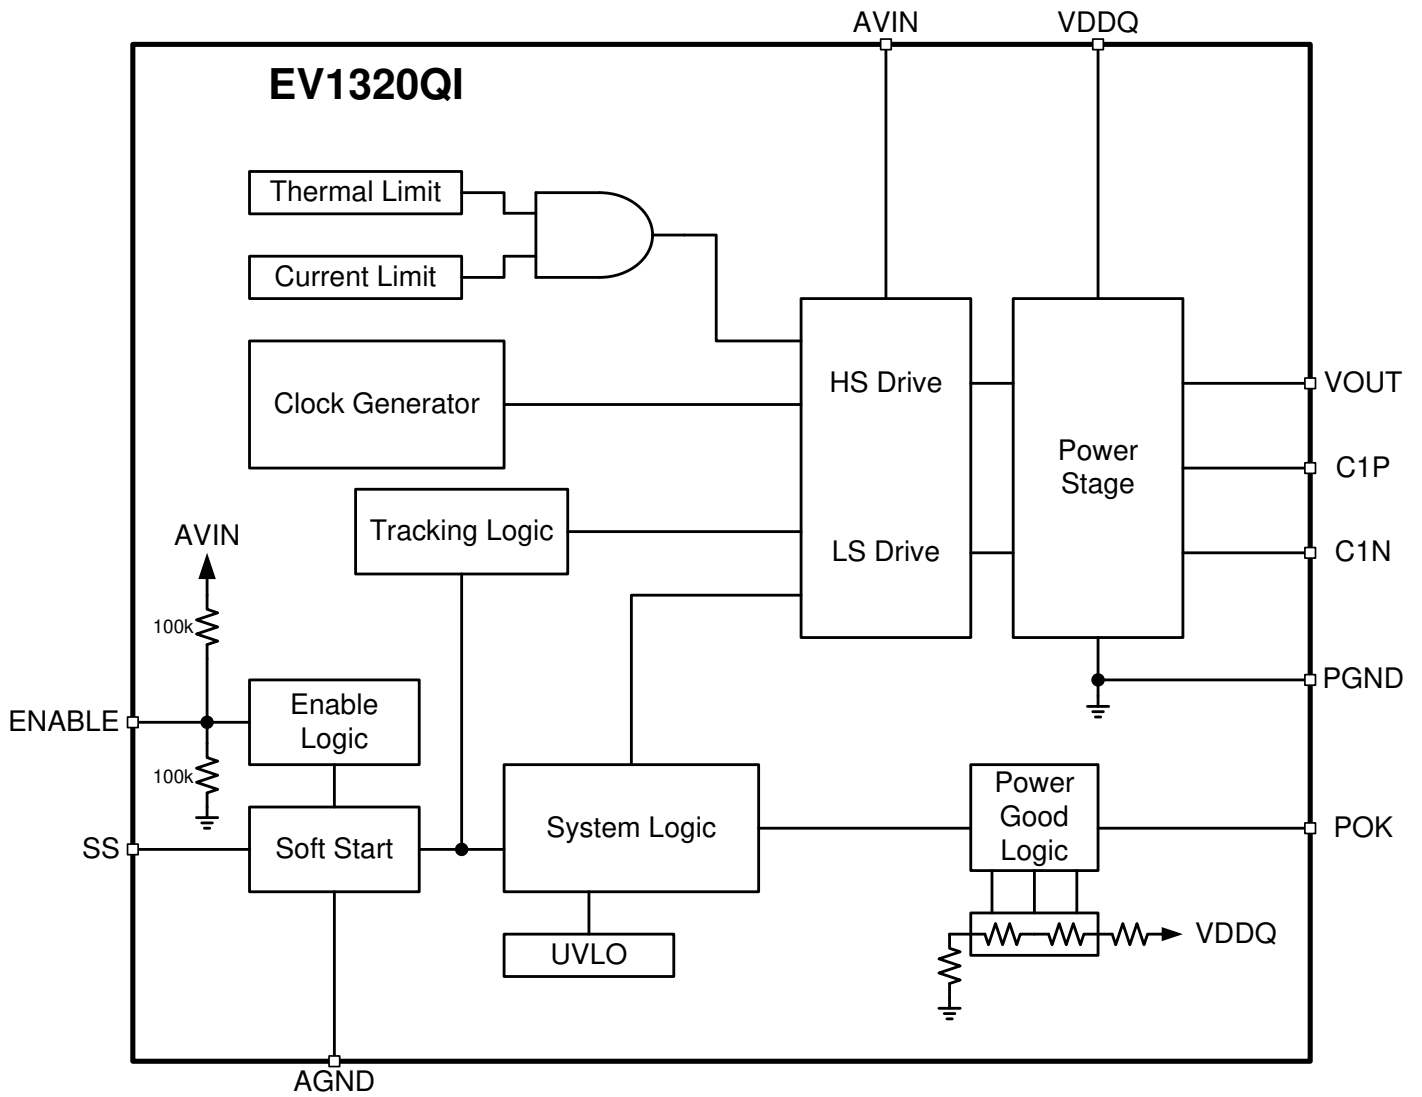 AVIN
VDDQ
EV1320QI
Thermal Limit
Current Limit
Clock Generator
HS Drive
VOUT
Power
Stage
C1P
Tracking Logic
LS Drive
C1N
AVIN
100k
Enable
Logic
PGND
ENABLE
100k
Soft Start
SS
System Logic
Power
Good
Logic
POK
UVLO
VDDQ
AGND